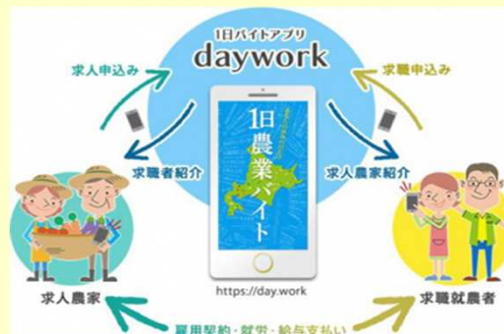 1日バイトアプリ
daywork
求人申込み
求職申込み
求職者紹介
求人農家紹介
1日農業バイト
求人農家
https://day.work
求職就農者
雇用契約・就労・給与支払い